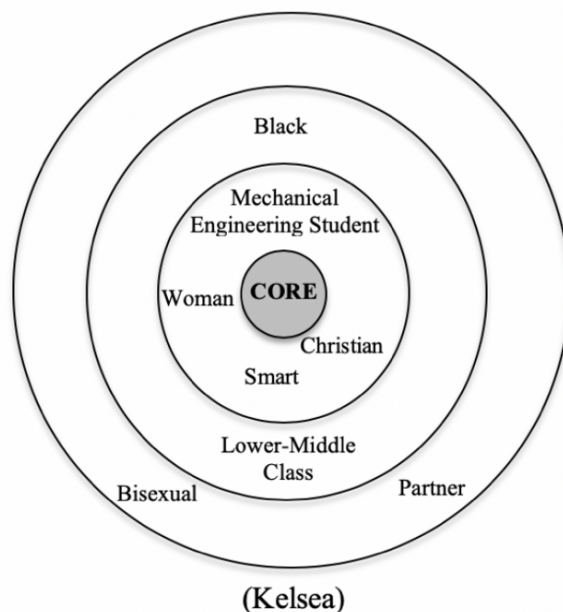 Black
Mechanical
Engineering Student
Woman
CORE
Christian
Smart
Lower-Middle
Class
Bisexual
Partner
(Kelsea)